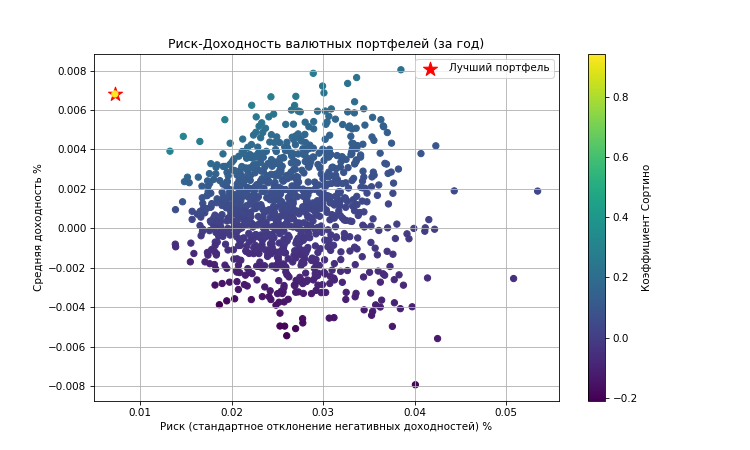 Риск-Доходность валютных портфелей (за год)
Лучший портфель
0.008
0.006
0.004
0.002
0.000
−0.002
−0.004
−0.006
−0.008
Средняя доходность %
0.01 0.02 0.03 0.04 0.05
Риск (стандартное отклонение негативных доходностей) %
0.8
0.6
0.4
0.2
0.0
−0.2
Коэффициент Сортино